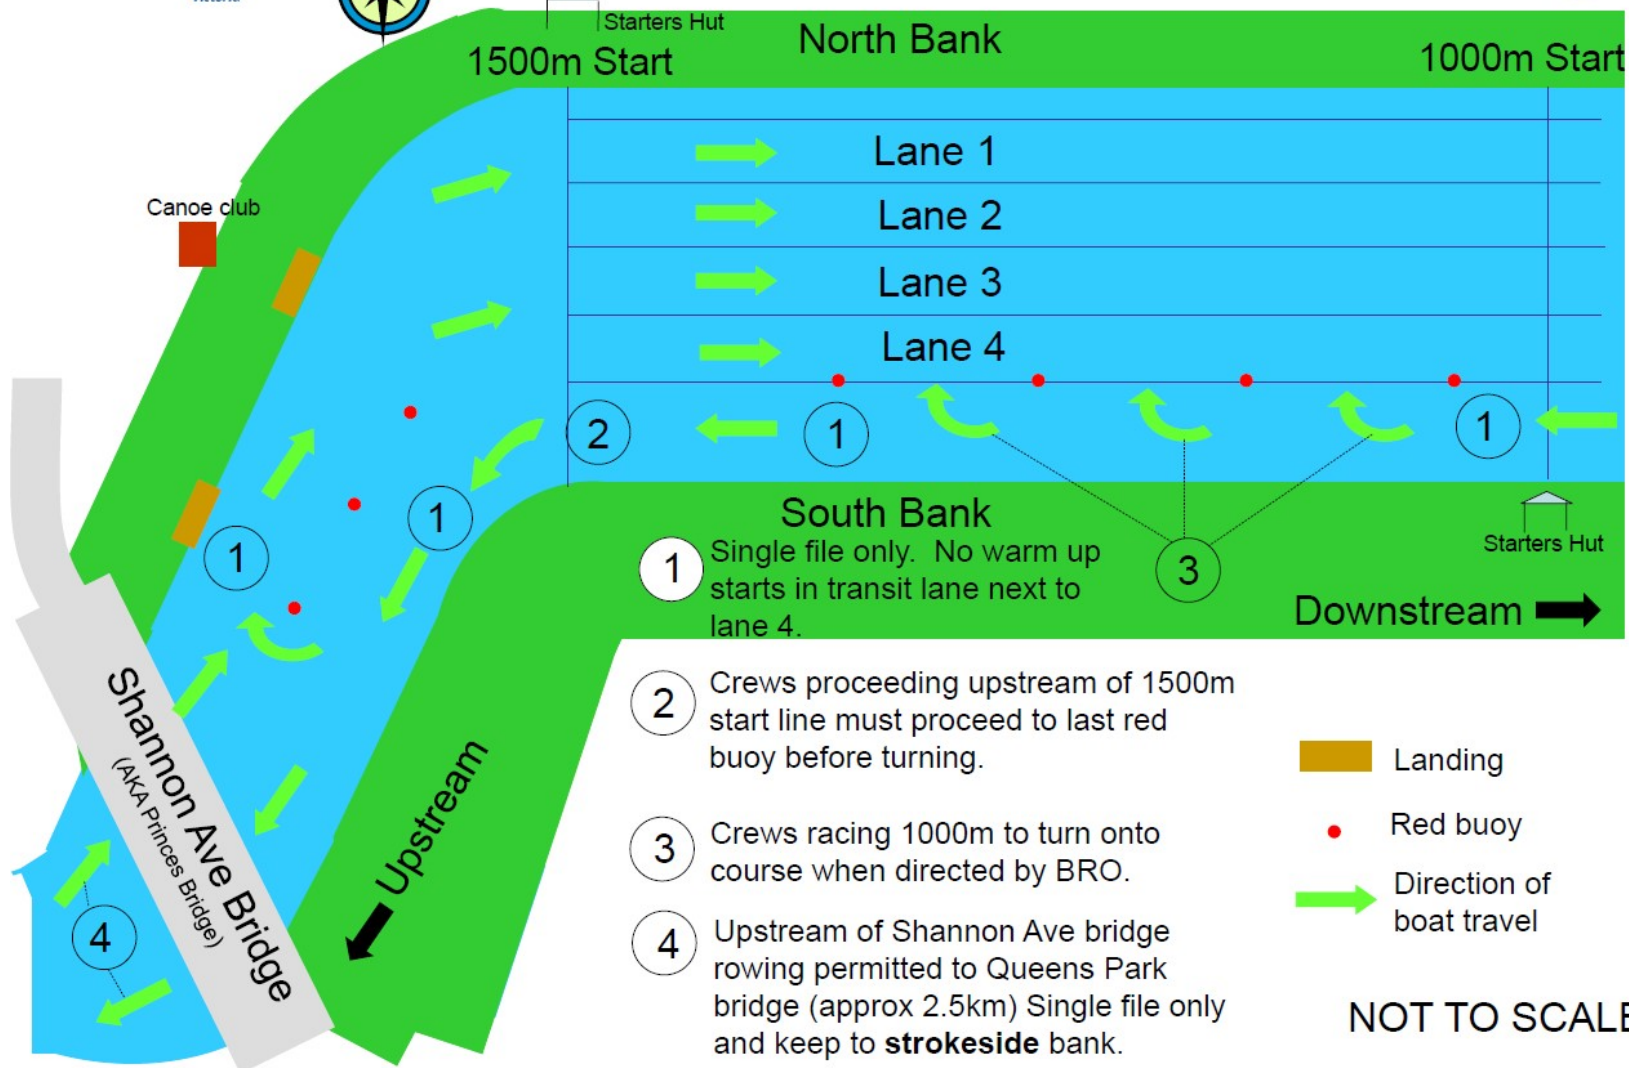 Starters Hut
North Bank
1500m Start
1000m Start
Lane 1
Canoe club
Lane 2
Lane 3
Lane 4
2
1
1
1
1
South Bank
Starters Hut
1
Single file only. No warm up
starts in transit lane next to
lane 4.
3
Downstream
Shannon Ave Bridge
(AKA Princes Bridge)
Upstream
2
Crews proceeding upstream of 1500m
start line must proceed to last red
buoy before turning.
Landing
3
Crews racing 1000m to turn onto
course when directed by BRO.
Red buoy
Direction of
boat travel
4
4
Upstream of Shannon Ave bridge
rowing permitted to Queens Park
bridge (approx 2.5km) Single file only
and keep to strokeside bank.
NOT TO SCALE